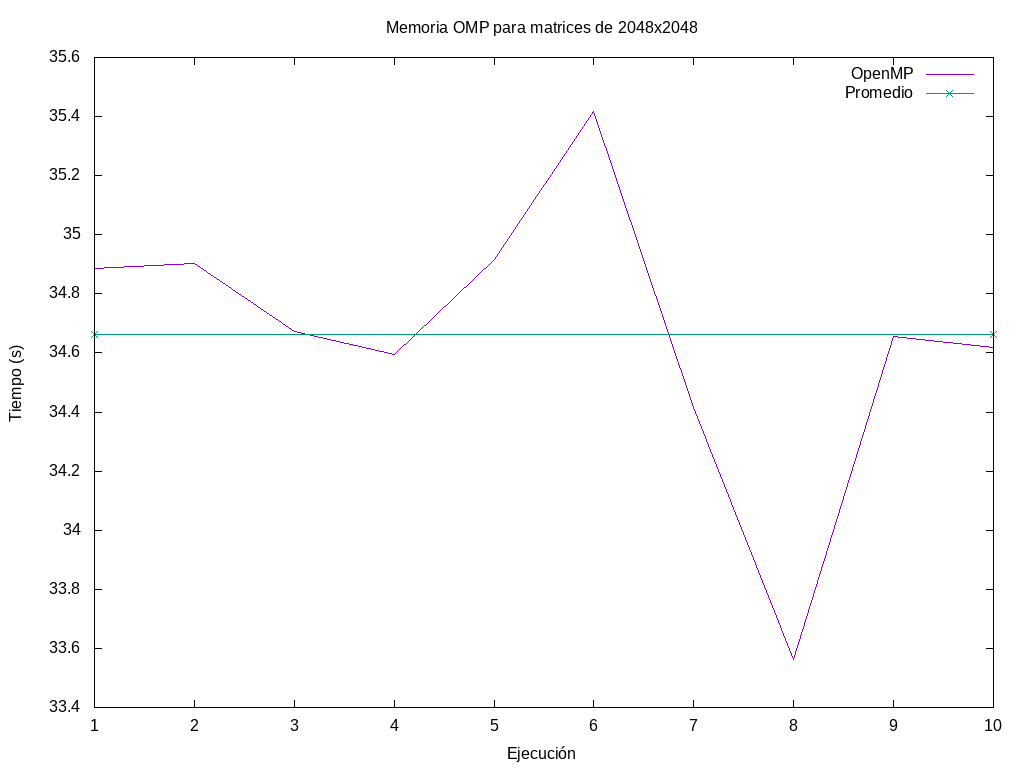 Memoria OMP para matrices de 2048x2048
OpenMP
Promedio
35.6
35.4
35.2
35
34.8
34.6
34.4
34.2
34
33.8
33.6
33.4
Tiempo (s)
1 2 3 4 5 6 7 8 9 10
Ejecución